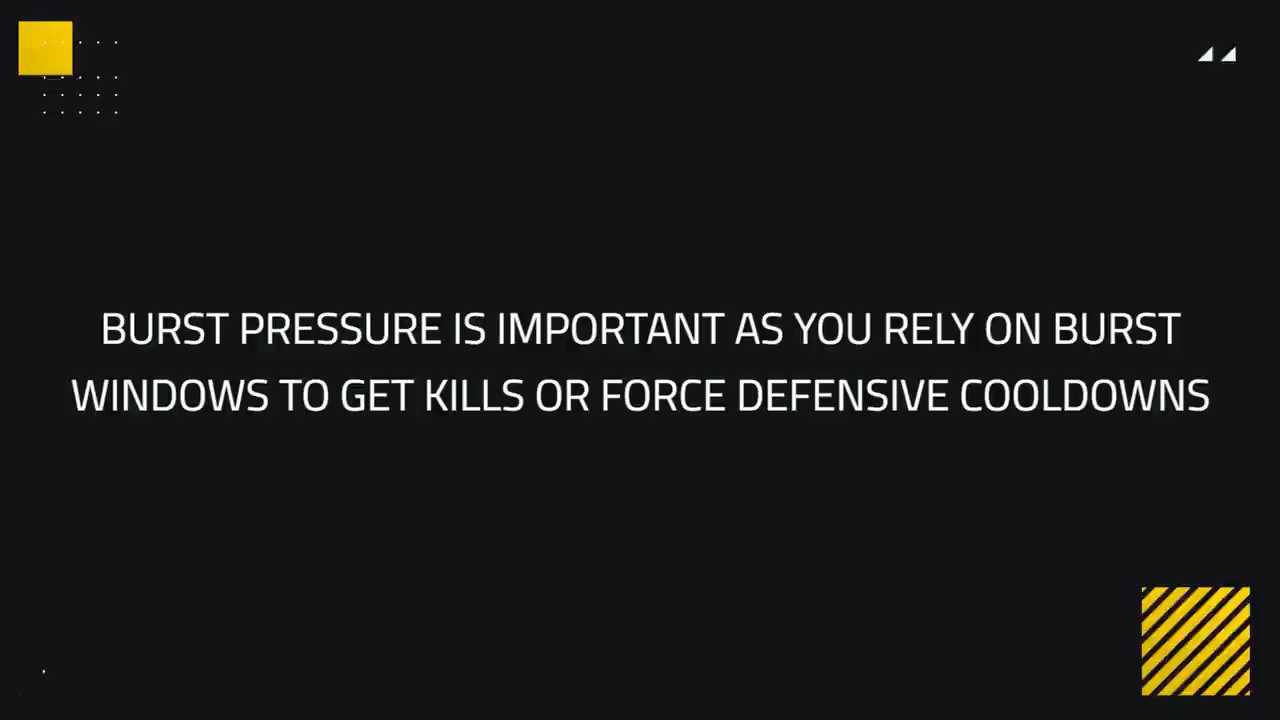 BURST PRESSURE IS IMPORTANT AS YOU RELY ON BURST
WINDOWS TO GET KILLS OR FORCE DEFENSIVE COOLDOWNS